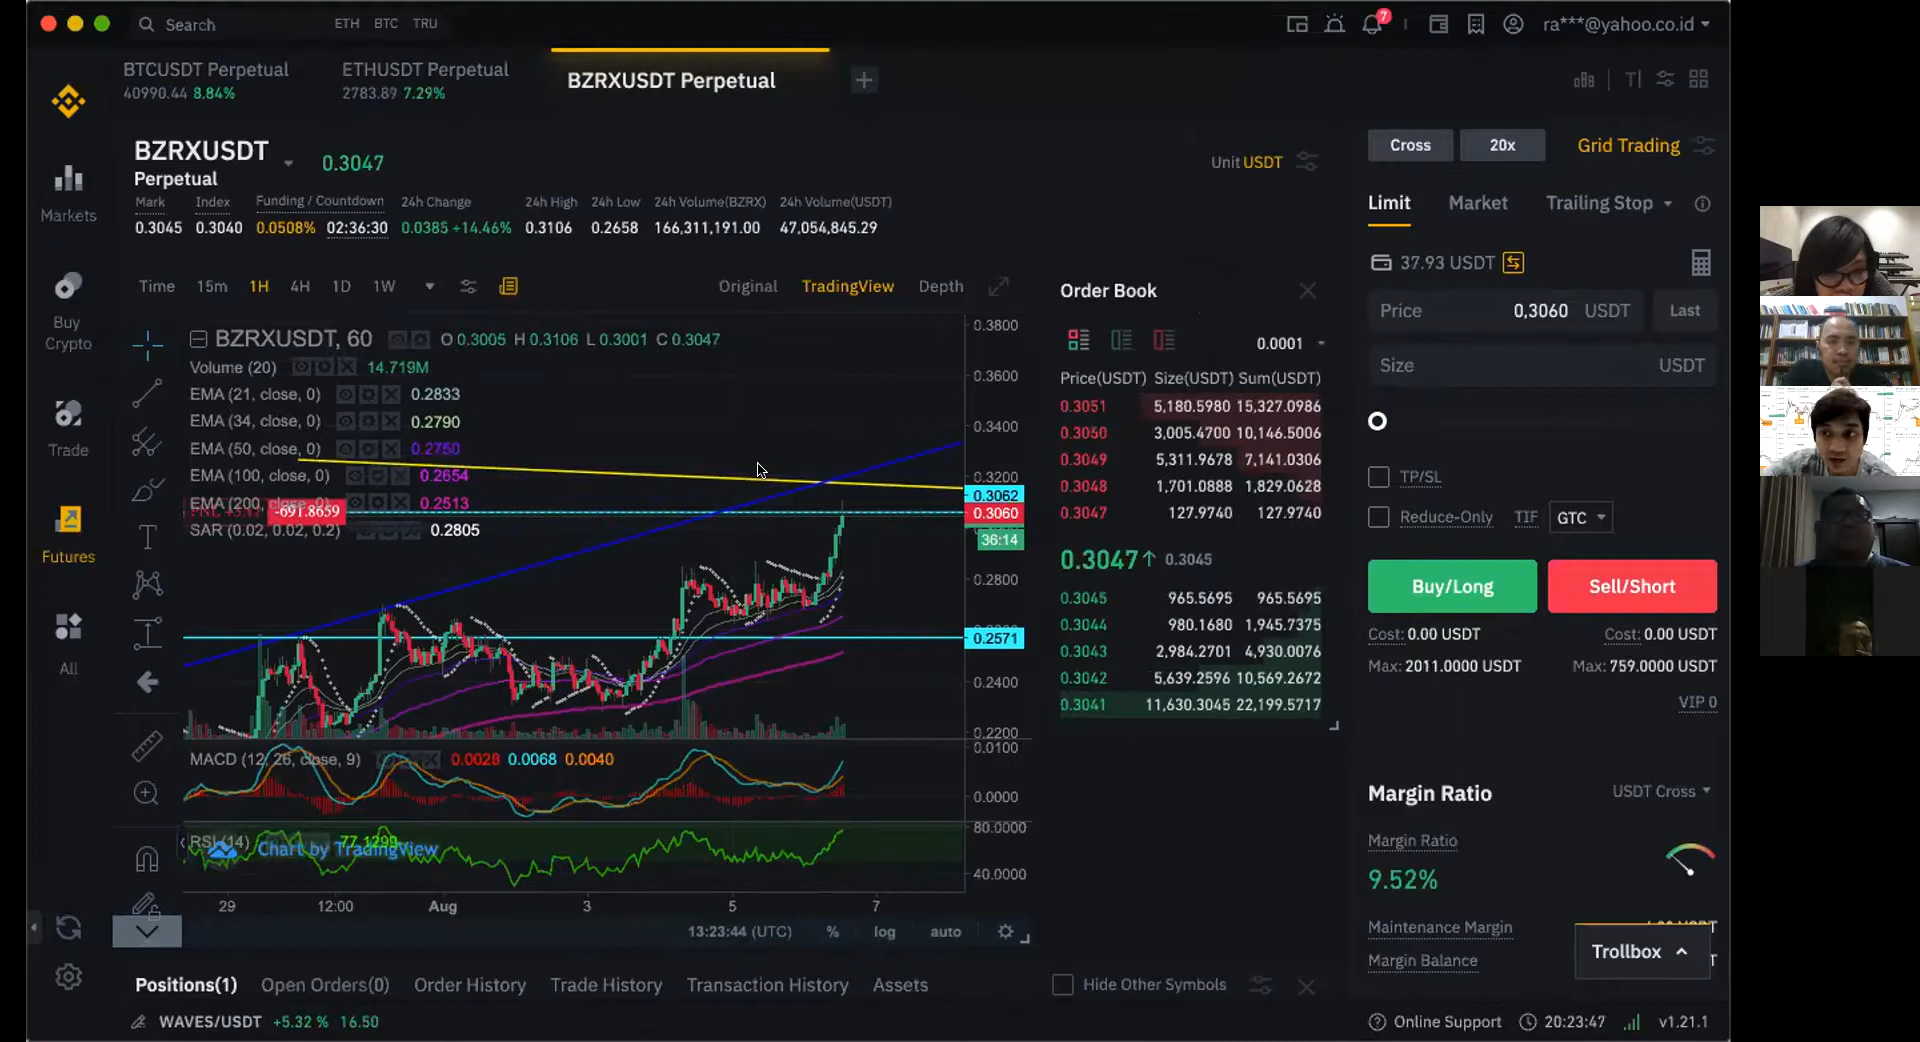 Search ETH BTC TRU 7 ra***@yahoo.co.id
BTCUSDT Perpetual
40990.44 8.84%
ETHUSDT Perpetual
2783.89 7.29%
BZRXUSDT Perpetual
BZRXUSDT 0.3047
Perpetual
Unit USDT
Mark Index Funding / Countdown 24h Change 24h High 24h Low 24h Volume(BZRX) 24h Volume(USDT)
0.3045 0.3040 0.0508% 02:36:30 0.0385 +14.46% 0.3106 0.2658 166,311,191.00 47,054,845.29
Markets
Buy
Crypto
Trade
Futures
All
Time 15m 1H 4H 1D 1W Original TradingView Depth
BZRXUSDT, 60 O 0.3005 H 0.3106 L 0.3001 C 0.3047
Volume (20) 14.719M
EMA (21, close, 0) 0.2833
EMA (34, close, 0) 0.2790
EMA (50, close, 0) 0.2750
EMA (100, close, 0) 0.2654
EMA (200, close, 0) 0.2513
-691.8659
SAR (0.02, 0.02, 0.2) 0.2805
0.3800
0.3600
0.3400
0.3200
0.3062
0.3060
36:14
0.2800
0.2571
0.2400
0.2200
MACD (12, 26, close, 9) 0.0028 0.0068 0.0040
0.0100
0.0000
RSI (14) 77.1299
Chart by TradingView
80.0000
40.0000
29 12:00 Aug 3 5 7
13:23:44 (UTC) % log auto
Order Book
0.0001
Price(USDT) Size(USDT) Sum(USDT)
0.3051 5,180.5980 15,327.0986
0.3050 3,005.4700 10,146.5006
0.3049 5,311.9678 7,141.0306
0.3048 1,701.0888 1,829.0628
0.3047 127.9740 127.9740
0.3047↑ 0.3045
0.3045 965.5695 965.5695
0.3044 980.1680 1,945.7375
0.3043 2,984.2701 4,930.0076
0.3042 5,639.2596 10,569.2672
0.3041 11,630.3045 22,199.5717
Cross 20x Grid Trading
Limit Market Trailing Stop
37.93 USDT
Price 0,3060 USDT Last
Size USDT
TP/SL
Reduce-Only TIF GTC
Buy/Long Sell/Short
Cost: 0.00 USDT Cost: 0.00 USDT
Max: 2011.0000 USDT Max: 759.0000 USDT
VIP 0
Margin Ratio USDT Cross
Margin Ratio
9.52%
Maintenance Margin
Margin Balance
Trollbox
Positions(1) Open Orders(0) Order History Trade History Transaction History Assets Hide Other Symbols
WAVES/USDT +5.32 % 16.50 Online Support 20:23:47 v1.21.1